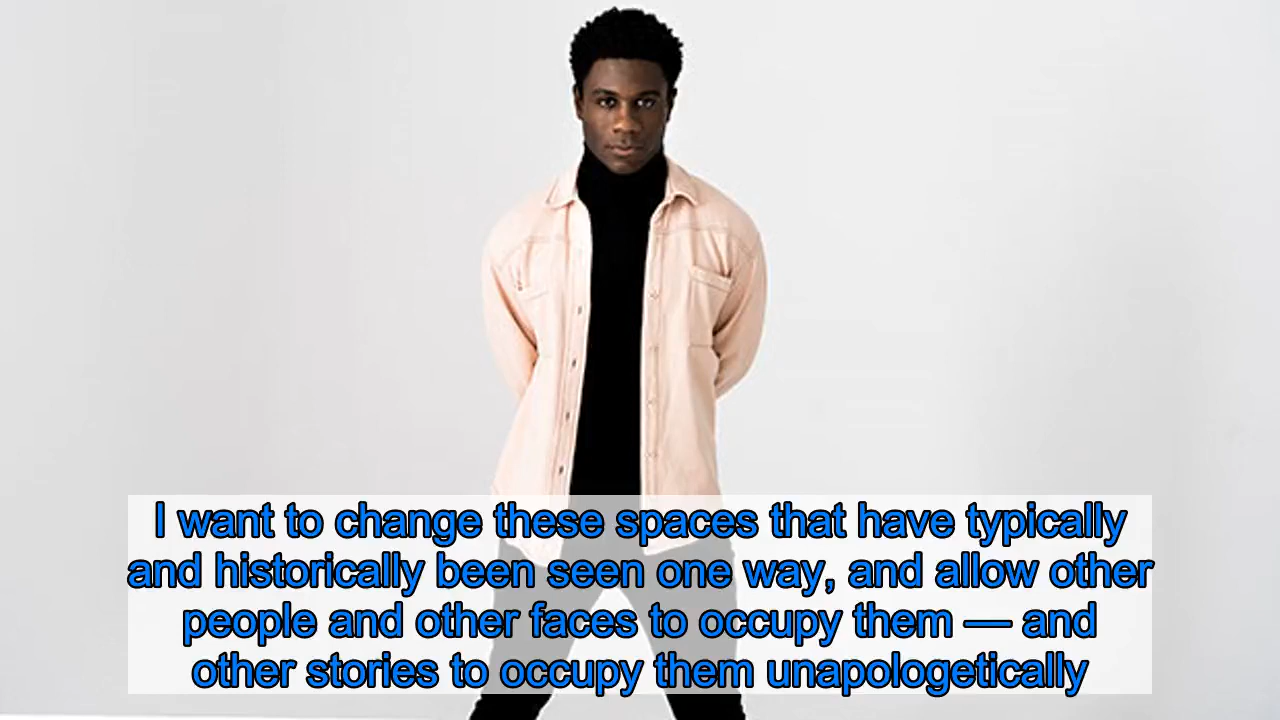 I want to change these spaces that have typically
and historically been seen one way, and allow other
people and other faces to occupy them — and
other stories to occupy them unapologetically